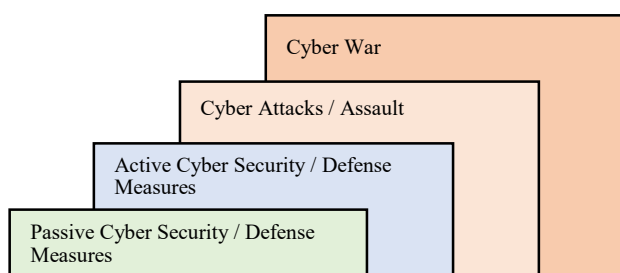 Cyber War
Cyber Attacks / Assault
Active Cyber Security / Defense
Measures
Passive Cyber Security / Defense
Measures